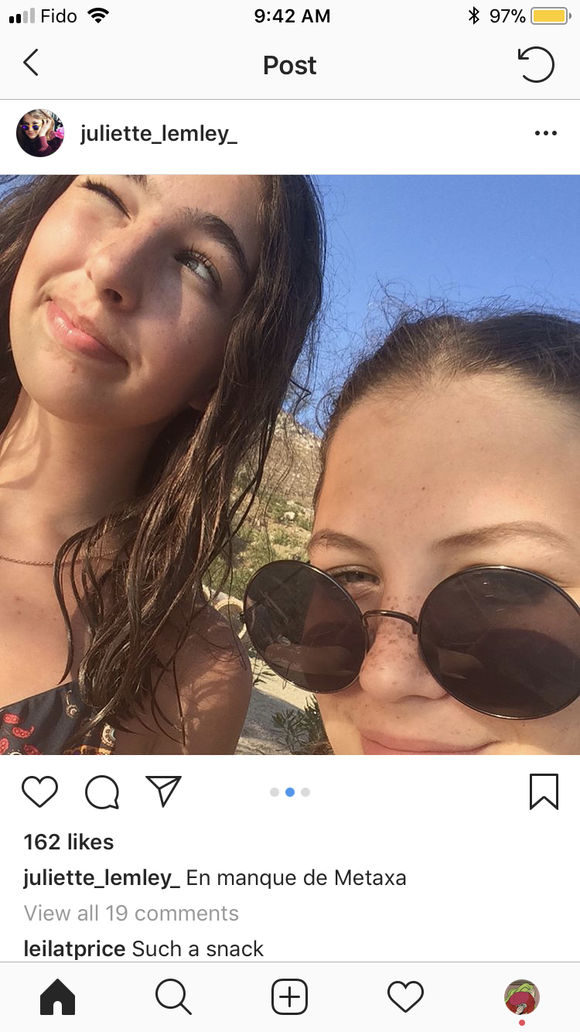 Fido 9:42 AM 97%
Post
juliette_lemley_
162 likes
juliette_lemley_ En manque de Metaxa
View all 19 comments
leilatprice Such a snack